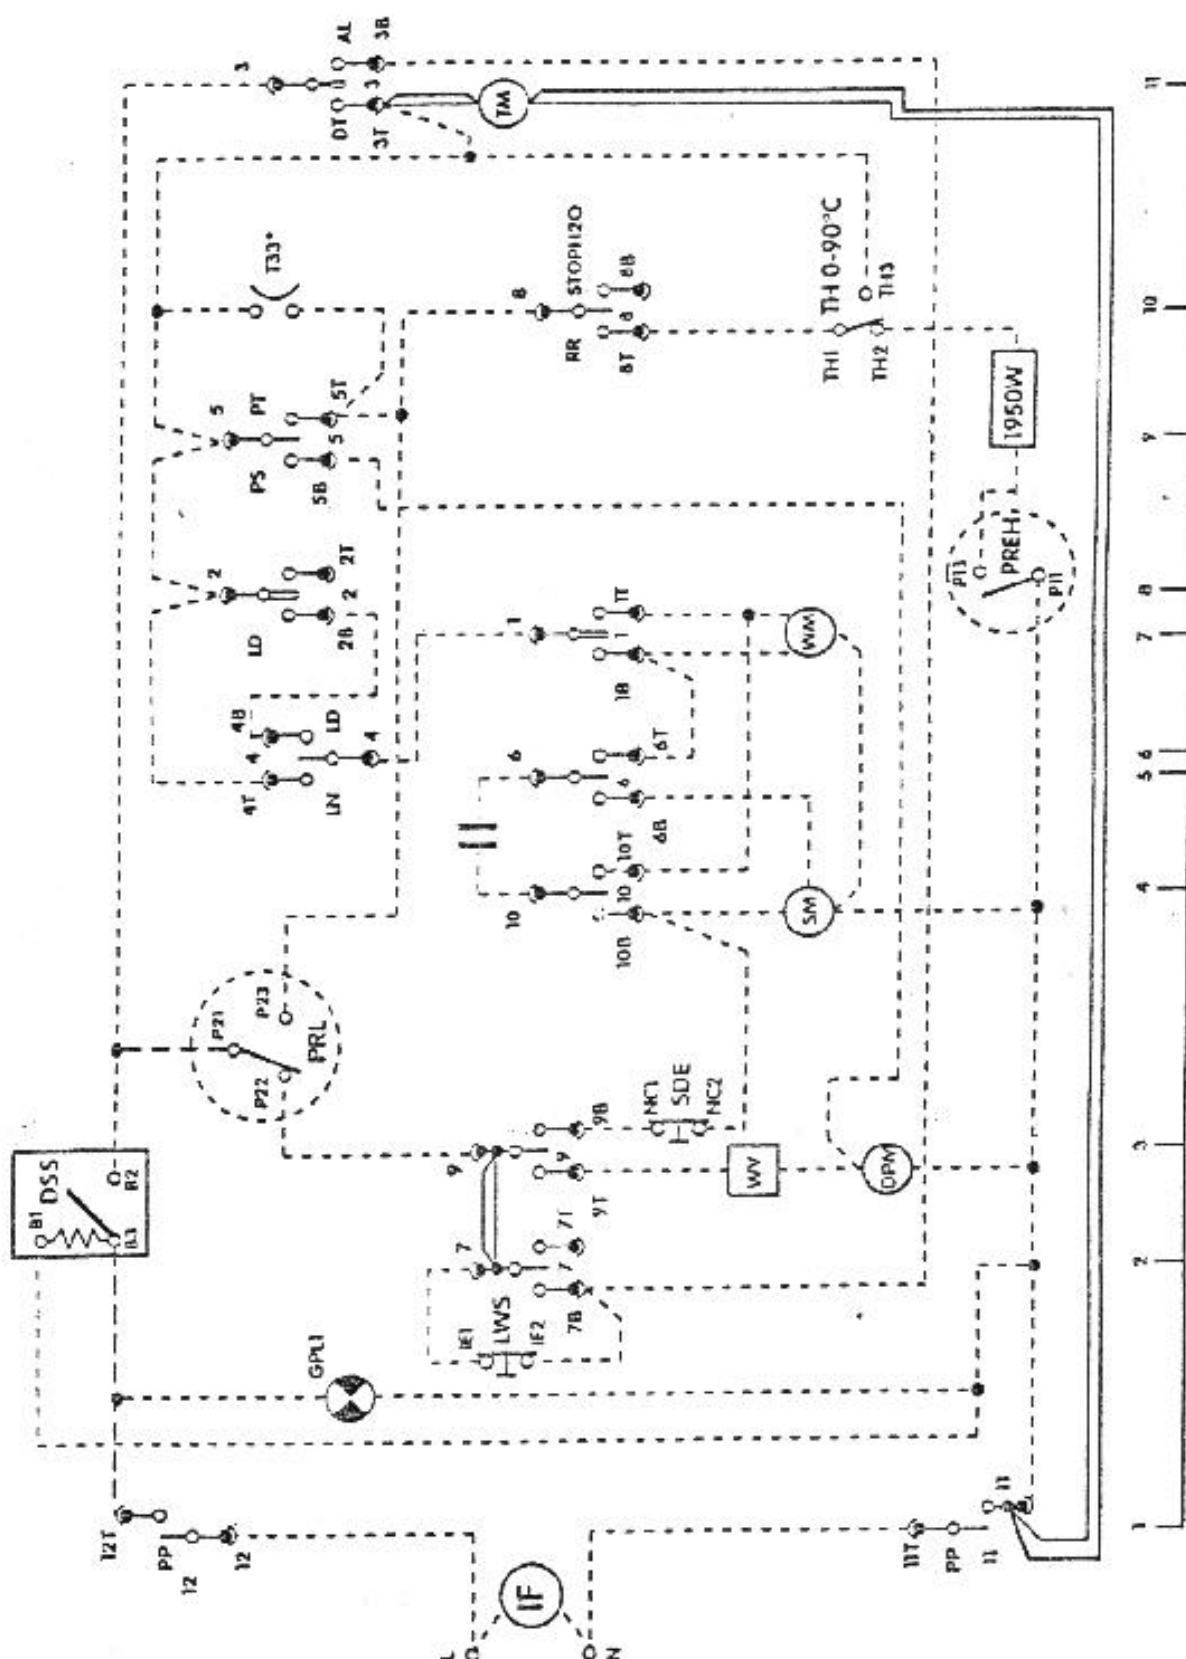 L
N
IF
12T
PP
12
12
11T
PP
11
11
GPL1
B1
DSS
B2
B3
P21
P22
P23
PRL
7
LWS
IE1
IE2
7
7B
7T
9
9
9T
9B
NC1
SDE
NC2
WV
DPM
10
10
10B
10T
SM
6
6
6B
6T
4T
4
4B
LN
LD
4
1
1B
1T
WM
2
LD
2
2B
2T
5
PS
PT
5
5B
5T
T33°
8
RR
STOPH2O
8
8T
8B
TH 0-90°C
TH1
TH2
TH3
1950W
P13
PREH
P11
3
DT
AL
3
3T
3B
TM
1
2
3
4
5
6
7
8
9
10
11